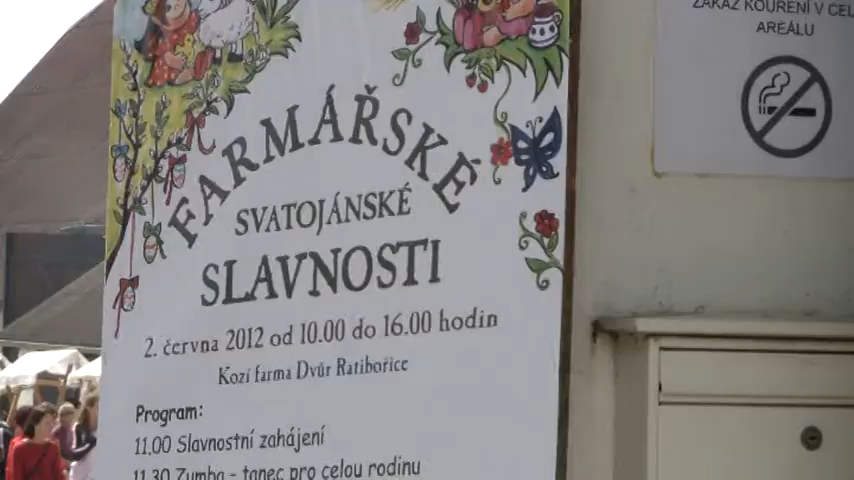 FARMÁŘSKÉ
SVATOJÁNSKÉ
SLAVNOSTI
2. června 2012 od 10.00 do 16.00 hodin
Kozí farma Dvůr Ratibořice
Program:
11.00 Slavnostní zahájení
11.30 Zumba - tanec pro celou rodinu
ZÁKAZ KOUŘENÍ V CEL
AREÁLU